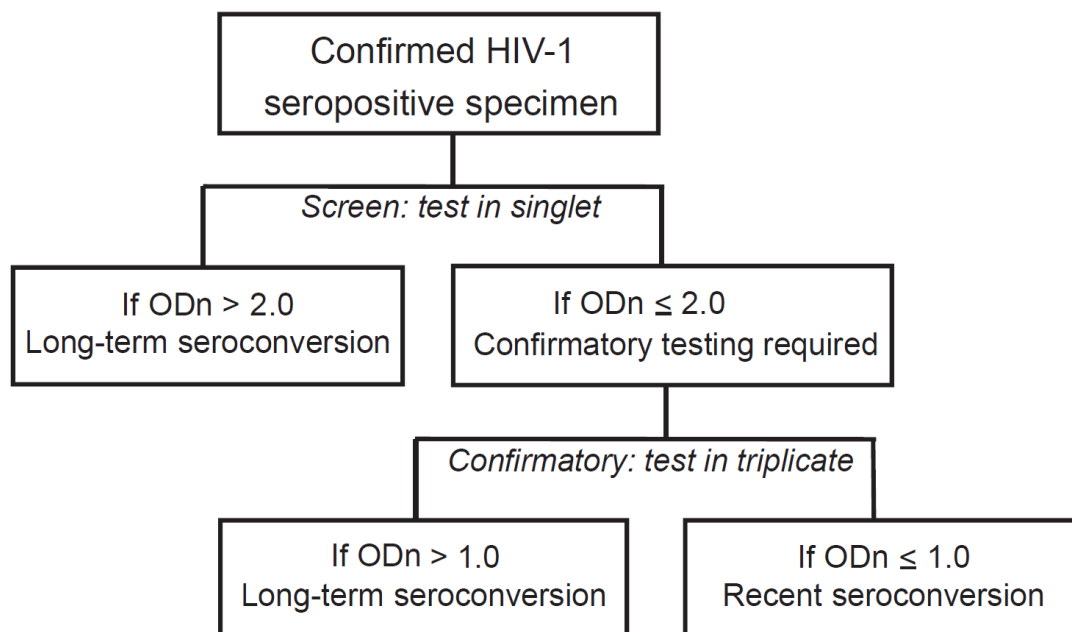 Confirmed HIV-1
seropositive specimen
Screen: test in singlet
If ODn > 2.0
Long-term seroconversion
If ODn ≤ 2.0
Confirmatory testing required
Confirmatory: test in triplicate
If ODn > 1.0
Long-term seroconversion
If ODn ≤ 1.0
Recent seroconversion